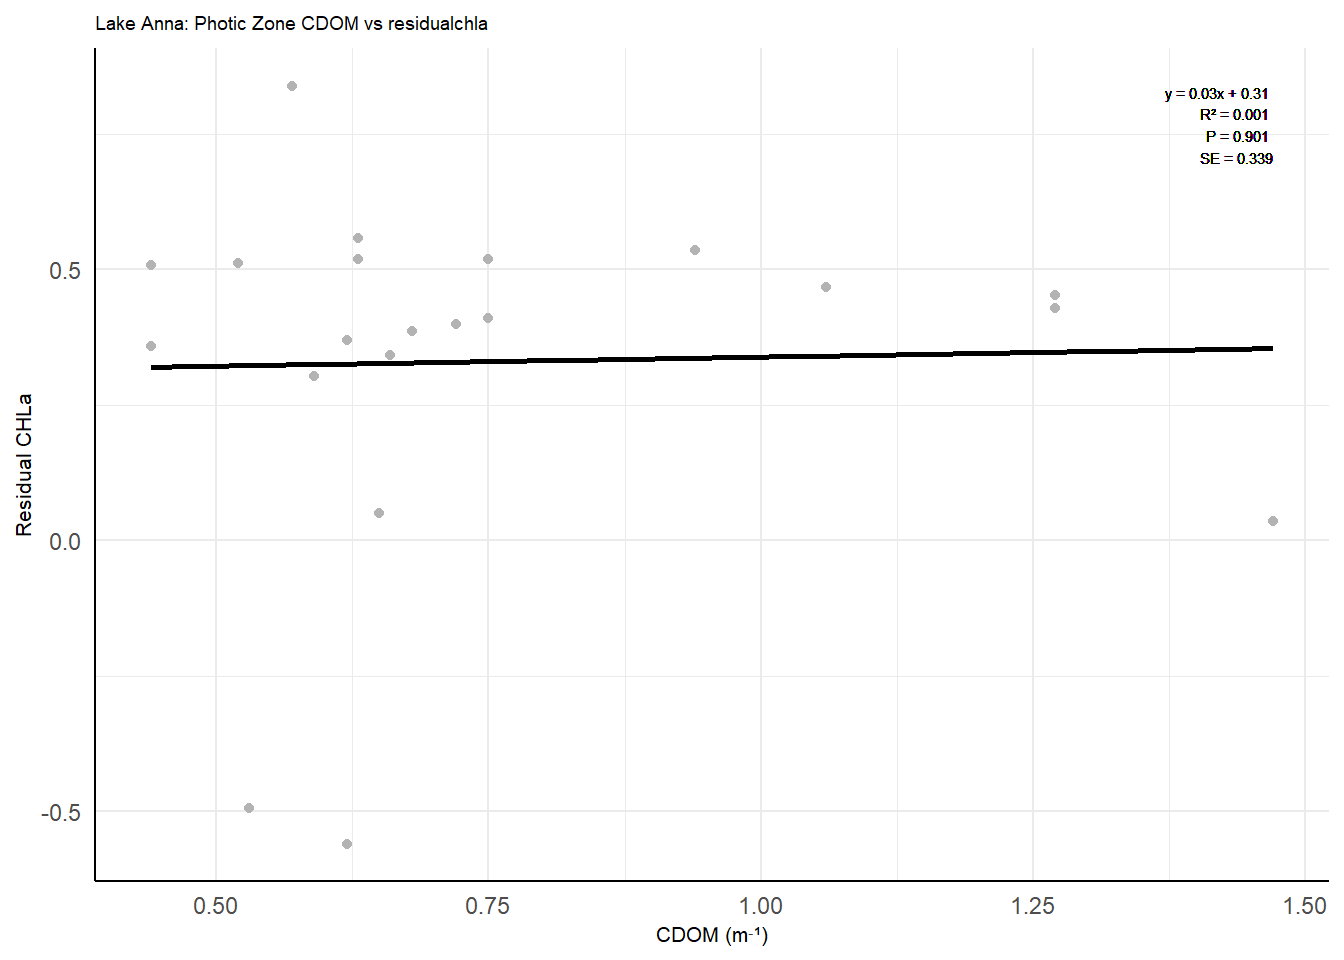 Lake Anna: Photic Zone CDOM vs residualchla
y = 0.03x + 0.31
R² = 0.001
P = 0.901
SE = 0.339
Residual CHLa
0.5
0.0
-0.5
0.50 0.75 1.00 1.25 1.50
CDOM (m⁻¹)